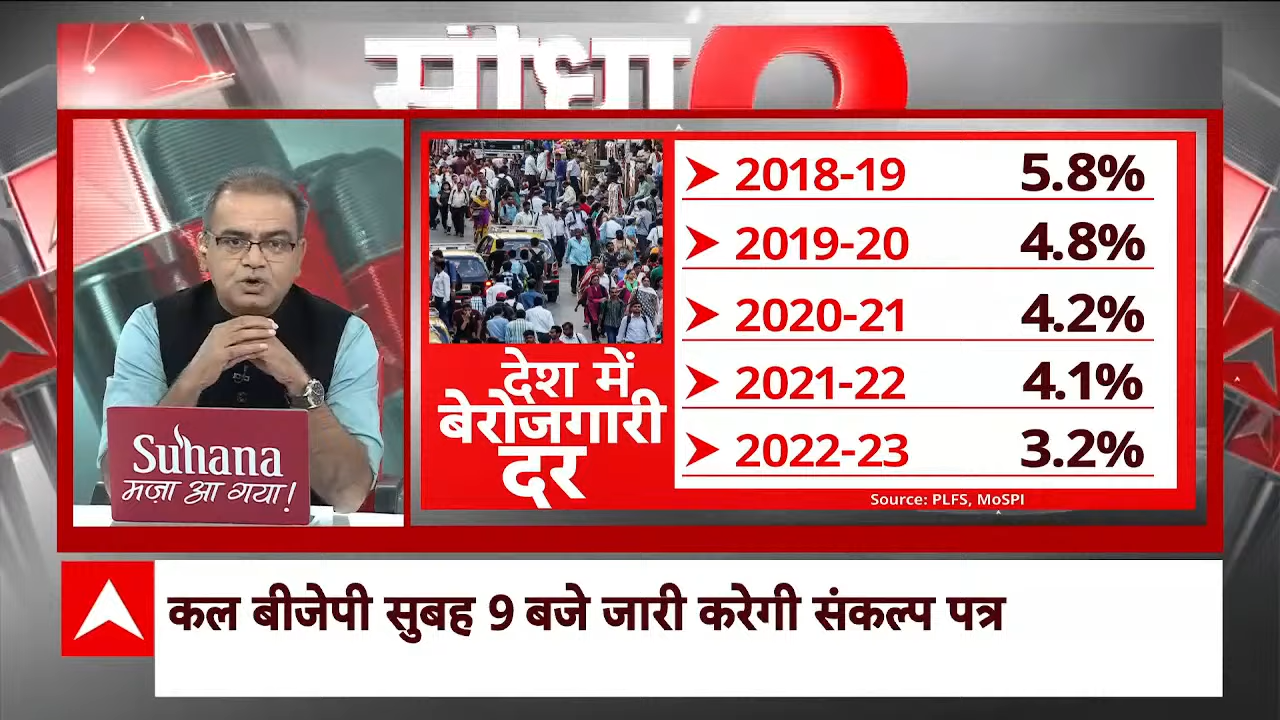 सीधा
2018-19 5.8%
2019-20 4.8%
2020-21 4.2%
2021-22 4.1%
2022-23 3.2%
देश में
बेरोजगारी
दर
Source: PLFS, MoSPI
Suhana
मज़ा आ गया!
कल बीजेपी सुबह 9 बजे जारी करेगी संकल्प पत्र